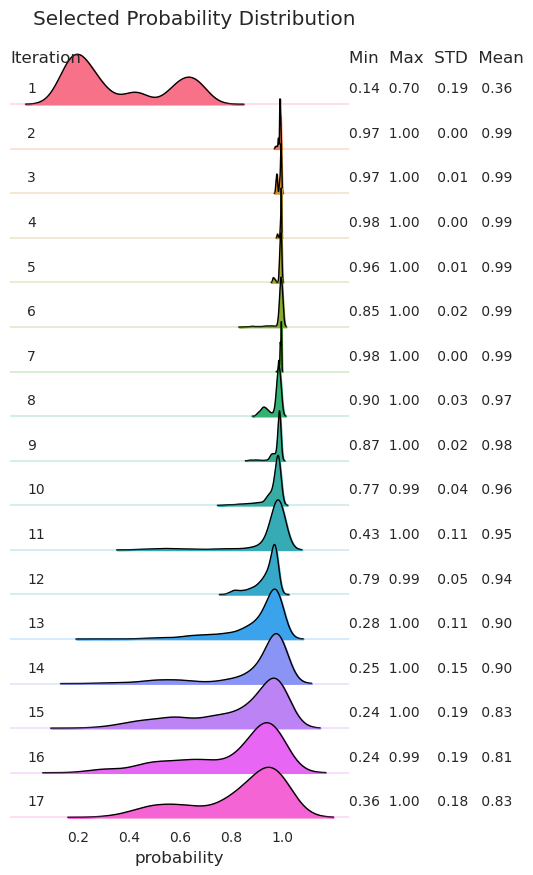 Selected Probability Distribution
Iteration Min Max STD Mean
1 0.14 0.70 0.19 0.36
2 0.97 1.00 0.00 0.99
3 0.97 1.00 0.01 0.99
4 0.98 1.00 0.00 0.99
5 0.96 1.00 0.01 0.99
6 0.85 1.00 0.02 0.99
7 0.98 1.00 0.00 0.99
8 0.90 1.00 0.03 0.97
9 0.87 1.00 0.02 0.98
10 0.77 0.99 0.04 0.96
11 0.43 1.00 0.11 0.95
12 0.79 0.99 0.05 0.94
13 0.28 1.00 0.11 0.90
14 0.25 1.00 0.15 0.90
15 0.24 1.00 0.19 0.83
16 0.24 0.99 0.19 0.81
17 0.36 1.00 0.18 0.83
0.2 0.4 0.6 0.8 1.0
probability